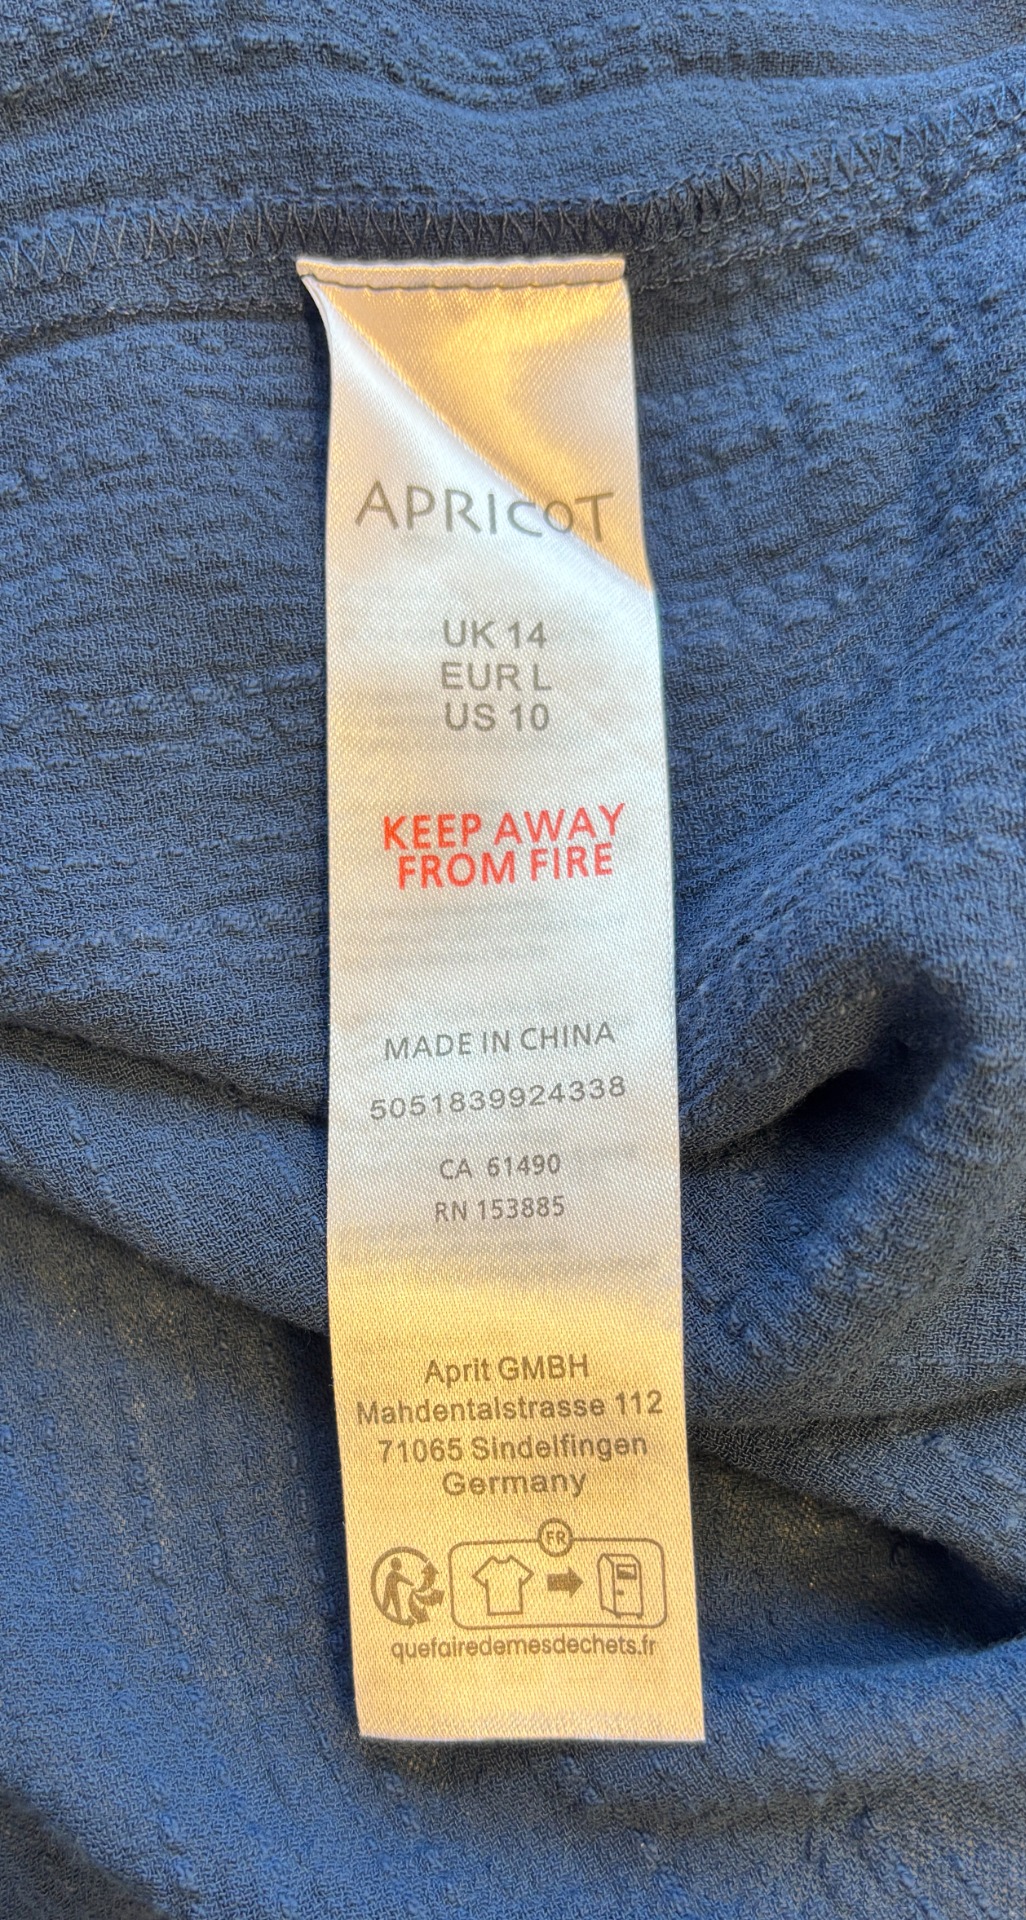 APRICOT
UK 14
EUR L
US 10
KEEP AWAY
FROM FIRE
MADE IN CHINA
5051839924338
CA 61490
RN 153885
Aprit GMBH
Mahdentalstrasse 112
71065 Sindelfingen
Germany
FR
quefairedemesdechets.fr